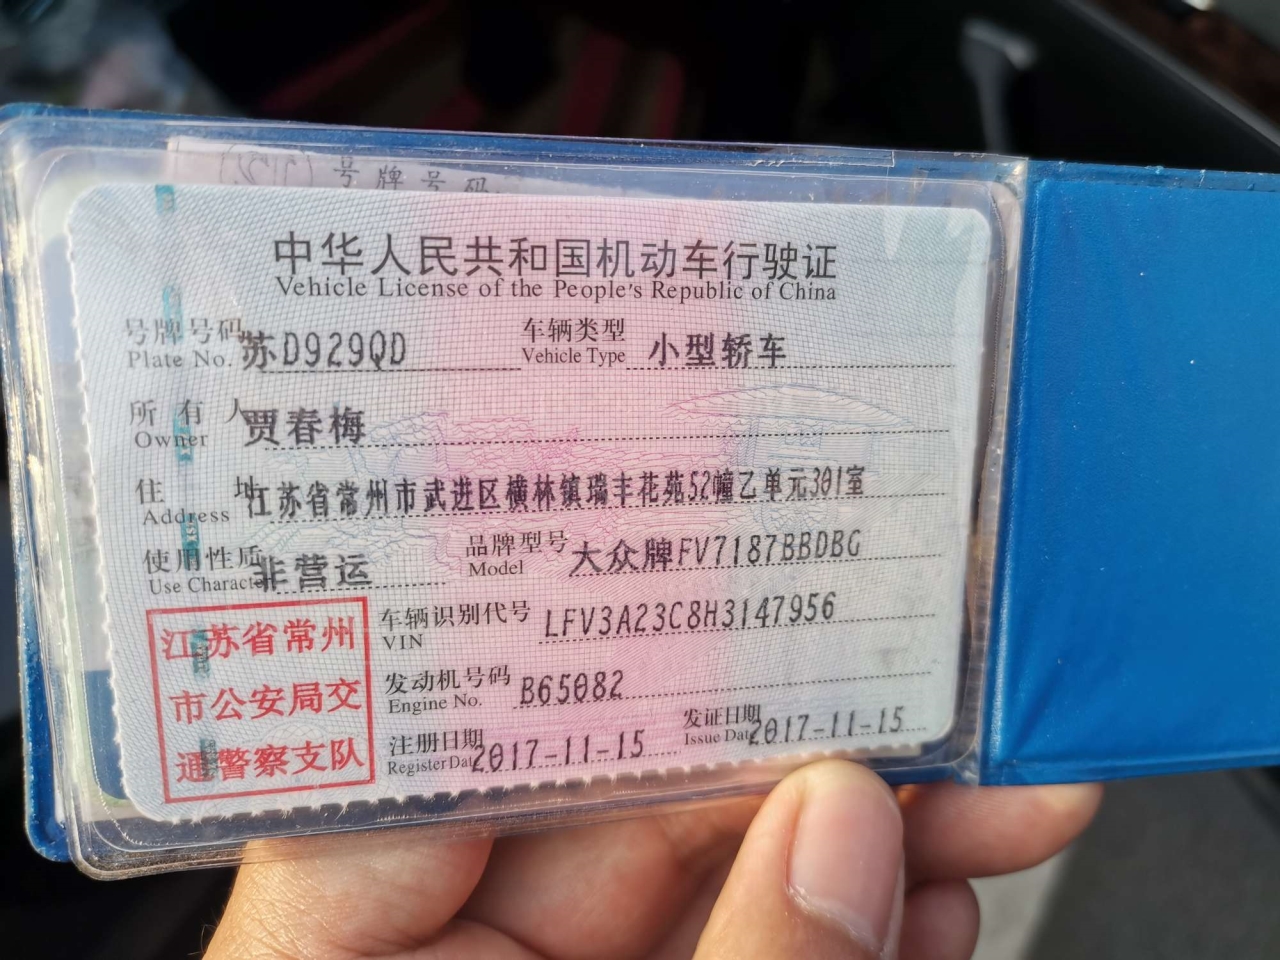 号牌号码
中华人民共和国机动车行驶证
Vehicle License of the People's Republic of China
号牌号码 苏D929QD 车辆类型 小型轿车
Plate No. Vehicle Type
所有人 贾春梅
Owner
住址 江苏省常州市武进区横林镇瑞丰花苑52幢乙单元301室
Address
使用性质 非营运 品牌型号 大众牌FV7187BBDBG
Use Character Model
江苏省常州
市公安局交
通警察支队
车辆识别代号 LFV3A23C8H3147956
VIN
发动机号码 B65082
Engine No.
注册日期 2017-11-15 发证日期 2017-11-15
Register Date Issue Date